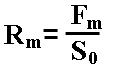 Rₘ = Fₘ / S₀